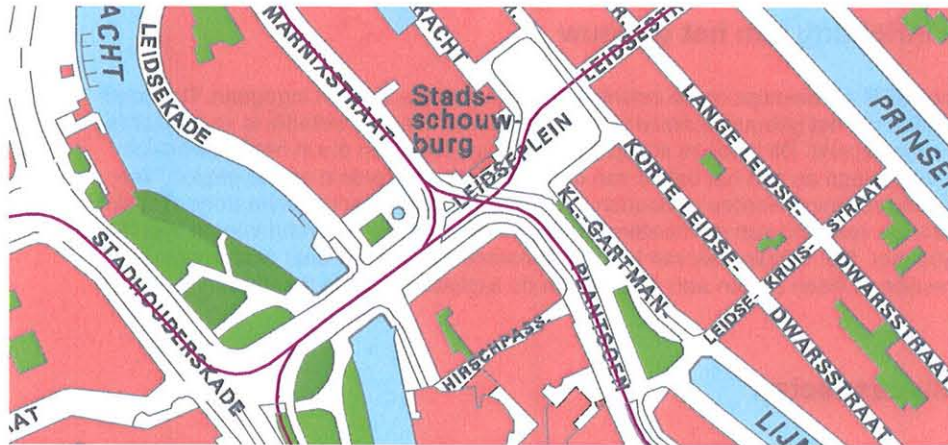 ACHT
LEIDSEKADE
MARNIXSTRAAT
RACHT
Stads-
schouw-
burg
LEIDSEPLEIN
LEIDSESTR
LANGE LEIDSE-
DWARSSTRAAT
KORTE LEIDSE-
DWARSSTRAAT
PRINSE
KL.-GARTMAN-
PLANTSOEN
LEIDSE-KRUIS-STRAAT
HIRSCHPASS.
STADHOUDERSKADE
AAT
LIJN